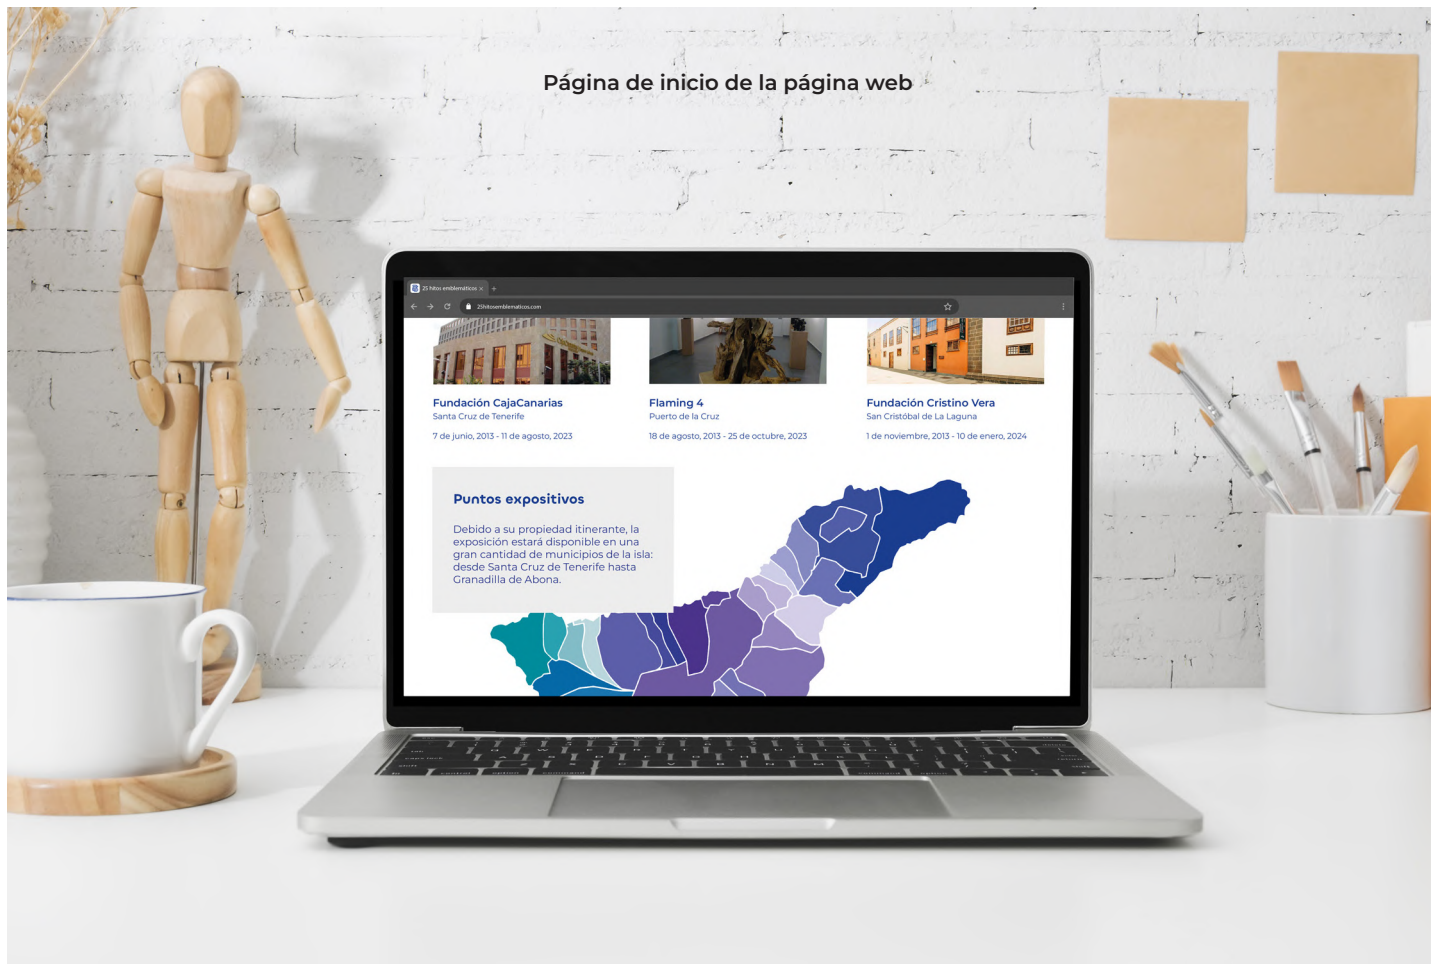 Página de inicio de la página web
25 hitos emblemáticos
25hitosemblematicos.com
Fundación CajaCanarias
Santa Cruz de Tenerife
7 de junio, 2013 - 11 de agosto, 2023
Flaming 4
Puerto de la Cruz
18 de agosto, 2013 - 25 de octubre, 2023
Fundación Cristino Vera
San Cristóbal de La Laguna
1 de noviembre, 2013 - 10 de enero, 2024
Puntos expositivos
Debido a su propiedad itinerante, la
exposición estará disponible en una
gran cantidad de municipios de la isla:
desde Santa Cruz de Tenerife hasta
Granadilla de Abona.